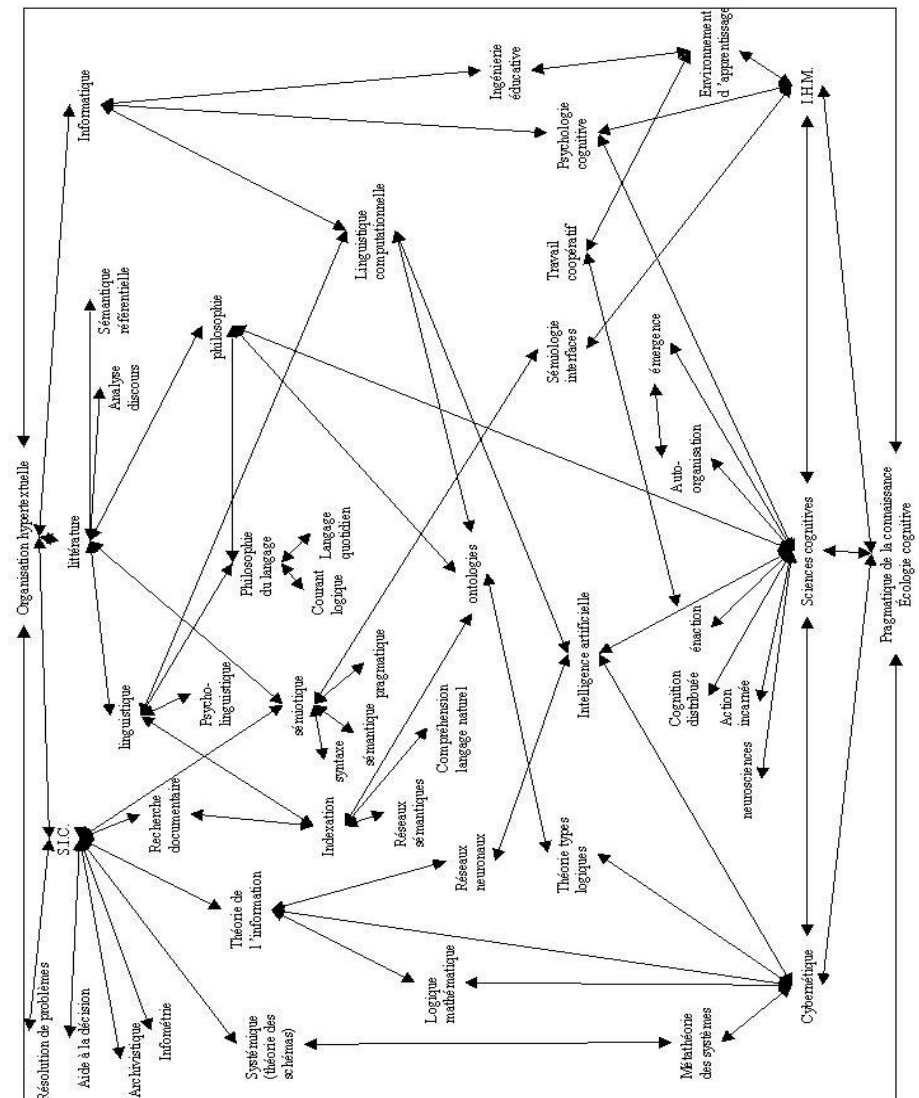 Organisation hypertextuelle
S.I.C.
littérature
Informatique
Résolution de problèmes
Aide à la décision
Archivistique
Infométrie
Recherche
documentaire
linguistique
Psycho-
linguistique
Analyse
discours
Sémantique
référentielle
Systémique
(théorie des
schémas)
Théorie de
l'information
Indexation
Réseaux
sémantiques
Compréhension
langage naturel
sémiotique
syntaxe
sémantique
pragmatique
Philosophie
du langage
Courant
logique
Langage
quotidien
philosophie
Linguistique
computationnelle
Logique
mathématique
Réseaux
neuronaux
ontologies
Ingénierie
éducative
Théorie types
logiques
Intelligence artificielle
Sémiologie
interfaces
Travail
coopératif
Psychologie
cognitive
Métathéorie
des systèmes
neurosciences
Cognition
distribuée
Action
incarnée
énaction
Auto-
organisation
émergence
Environnement
d'apprentissage
Cybernétique
Sciences cognitives
I.H.M.
Pragmatique de la connaissance
Écologie cognitive